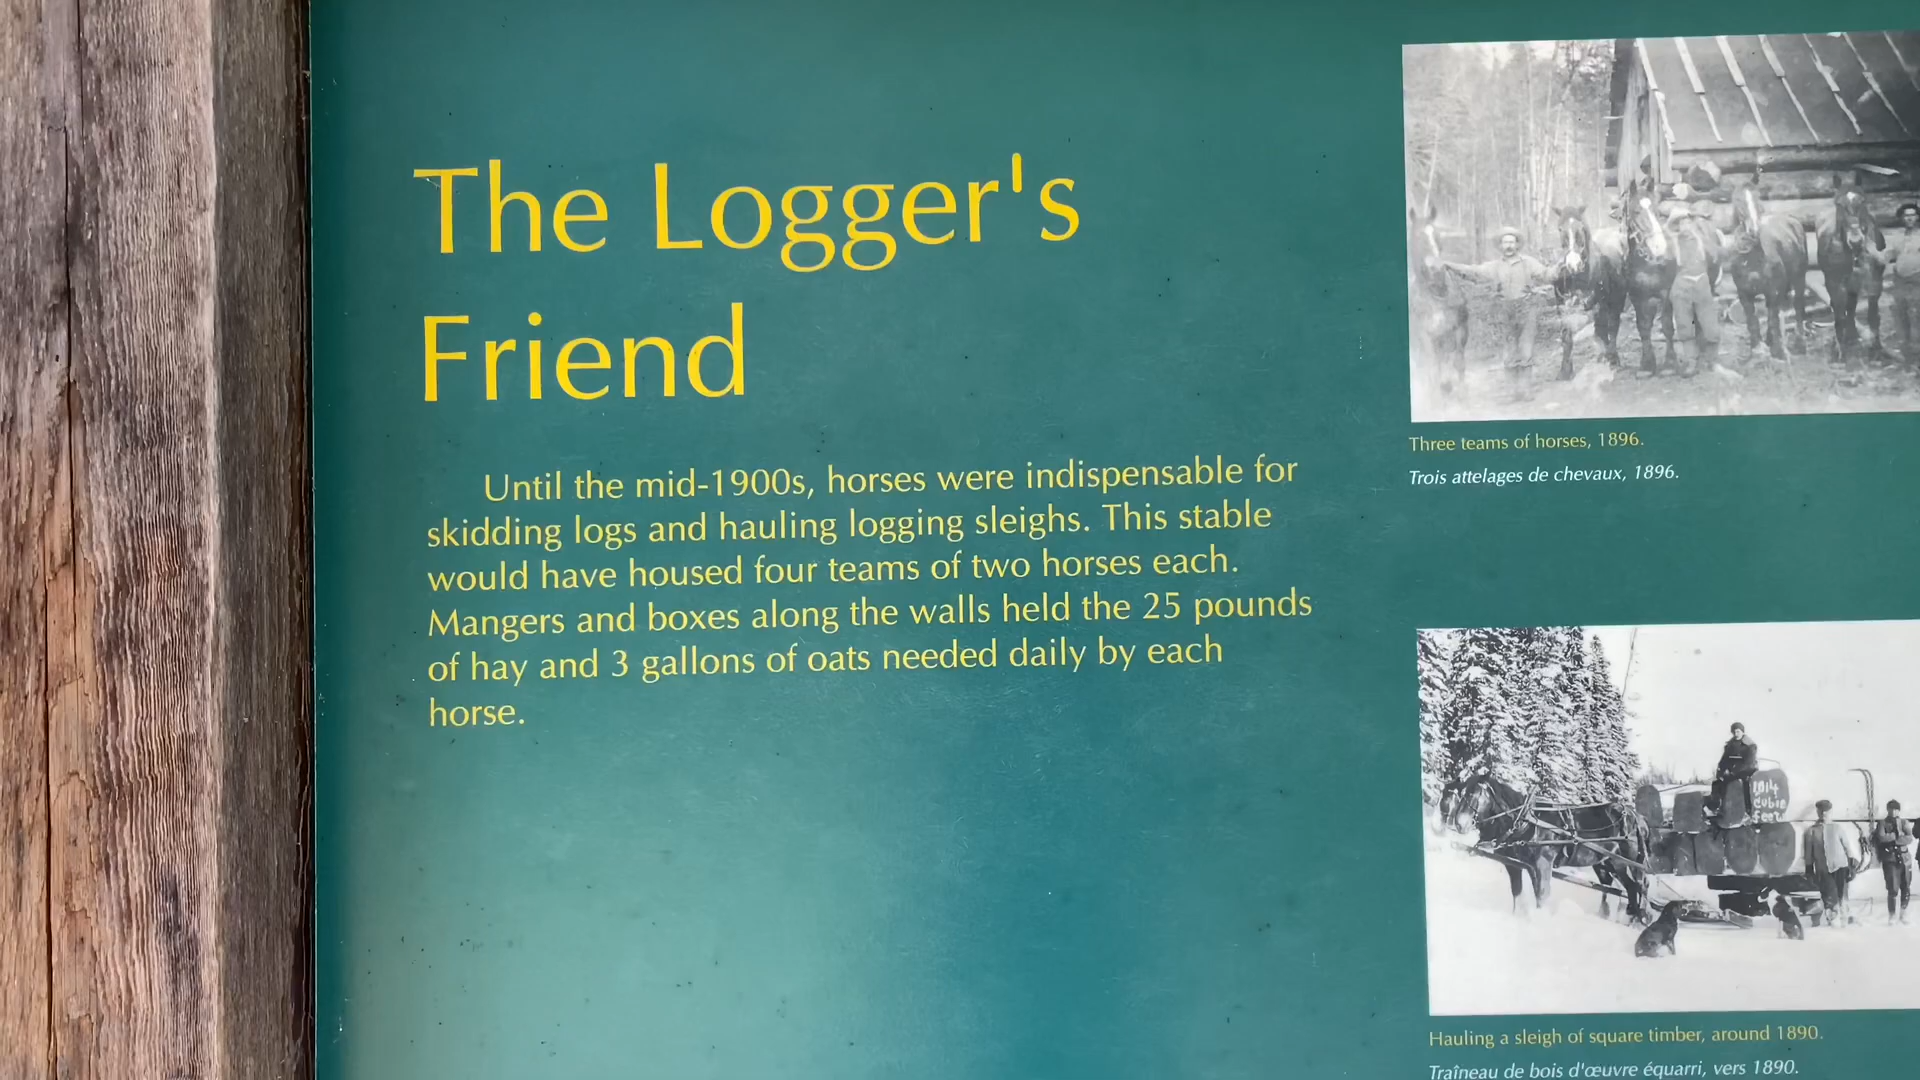 The Logger's
Friend
Until the mid-1900s, horses were indispensable for
skidding logs and hauling logging sleighs. This stable
would have housed four teams of two horses each.
Mangers and boxes along the walls held the 25 pounds
of hay and 3 gallons of oats needed daily by each
horse.
Three teams of horses, 1896.
Trois attelages de chevaux, 1896.
1014
cubic
feet
Hauling a sleigh of square timber, around 1890.
Traîneau de bois d'œuvre équarri, vers 1890.